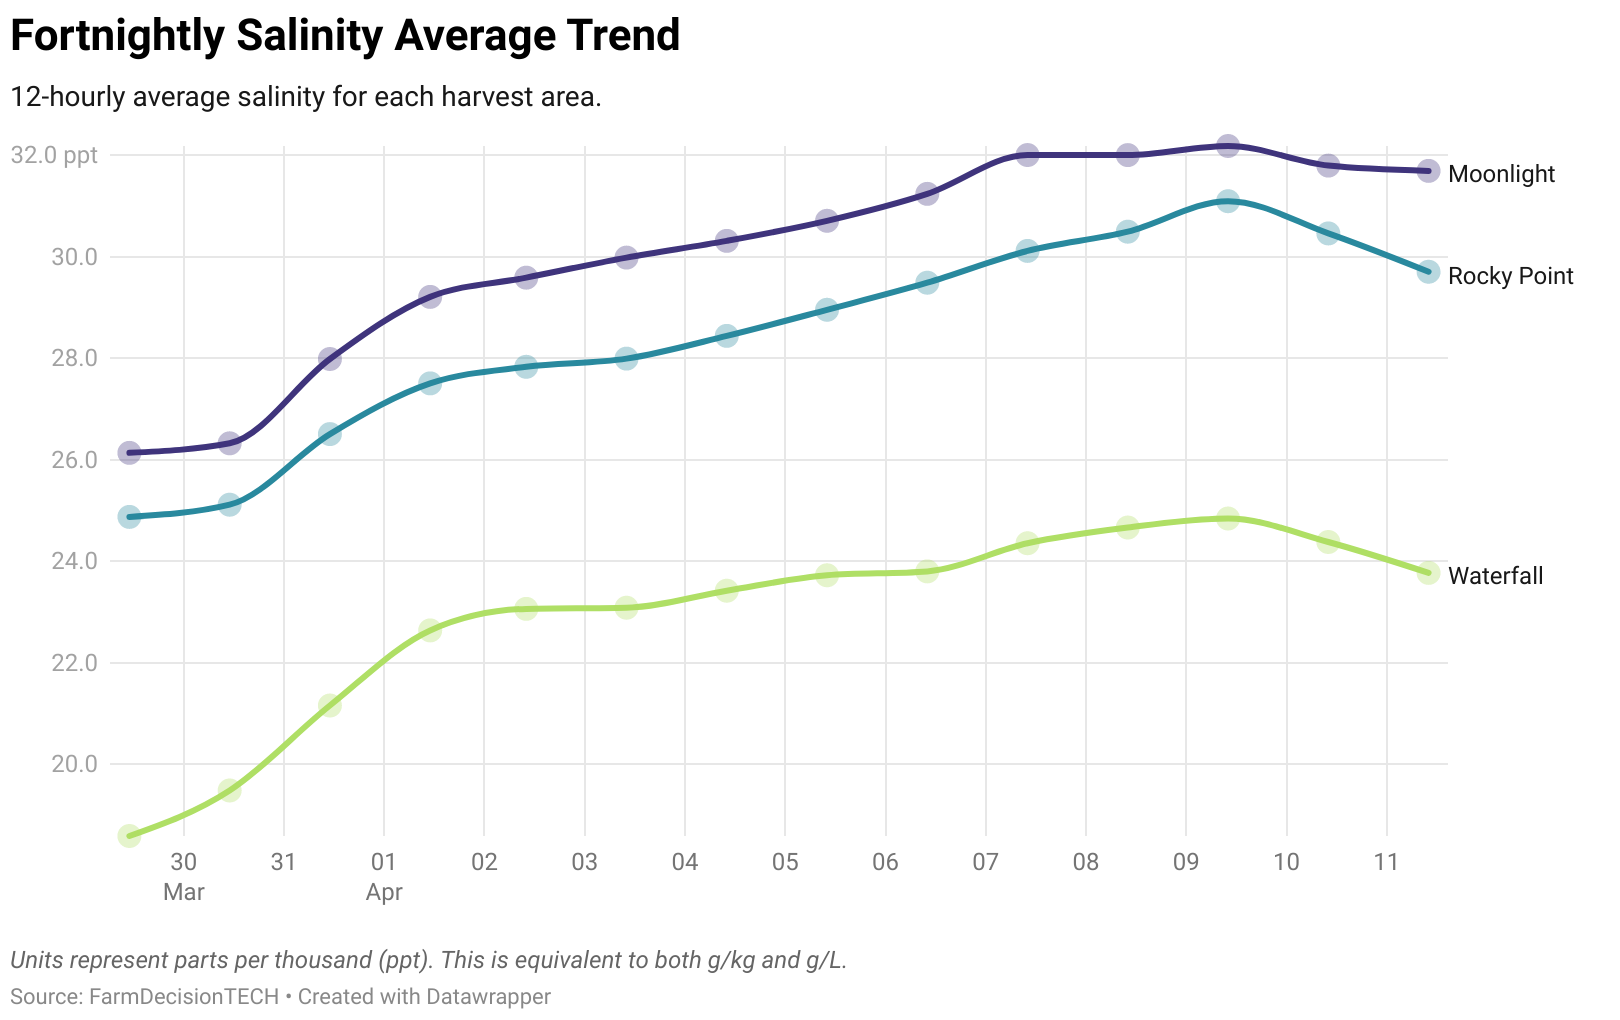 Fortnightly Salinity Average Trend
12-hourly average salinity for each harvest area.
32.0 ppt
30.0
28.0
26.0
24.0
22.0
20.0
Moonlight
Rocky Point
Waterfall
30 31 01 02 03 04 05 06 07 08 09 10 11
Mar Apr
Units represent parts per thousand (ppt). This is equivalent to both g/kg and g/L.
Source: FarmDecisionTECH • Created with Datawrapper